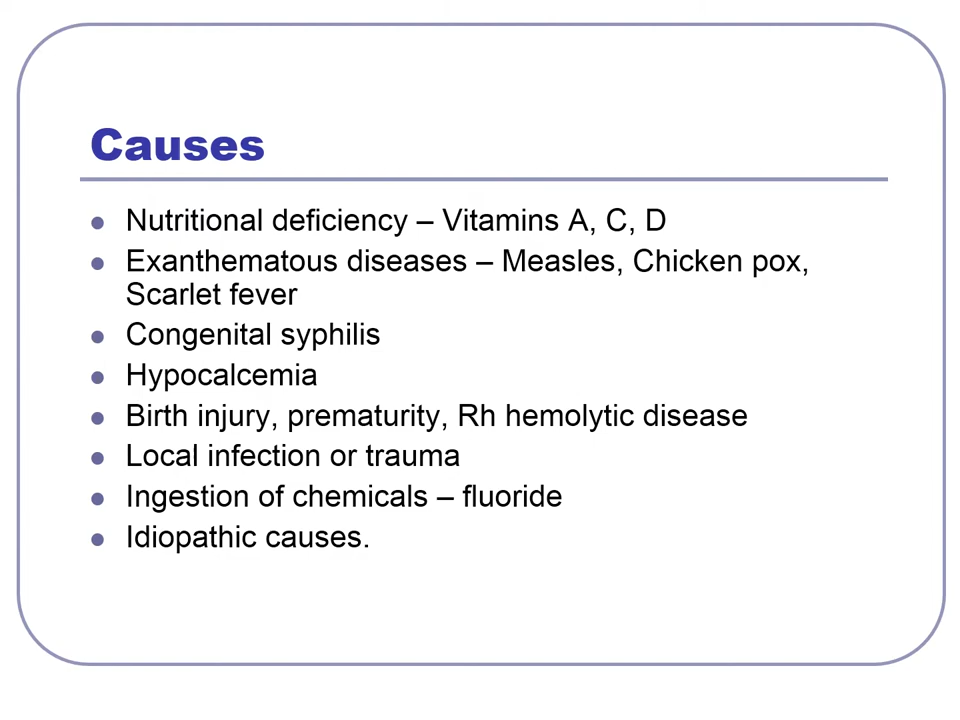 Causes
Nutritional deficiency – Vitamins A, C, D
Exanthematous diseases – Measles, Chicken pox,
Scarlet fever
Congenital syphilis
Hypocalcemia
Birth injury, prematurity, Rh hemolytic disease
Local infection or trauma
Ingestion of chemicals – fluoride
Idiopathic causes.